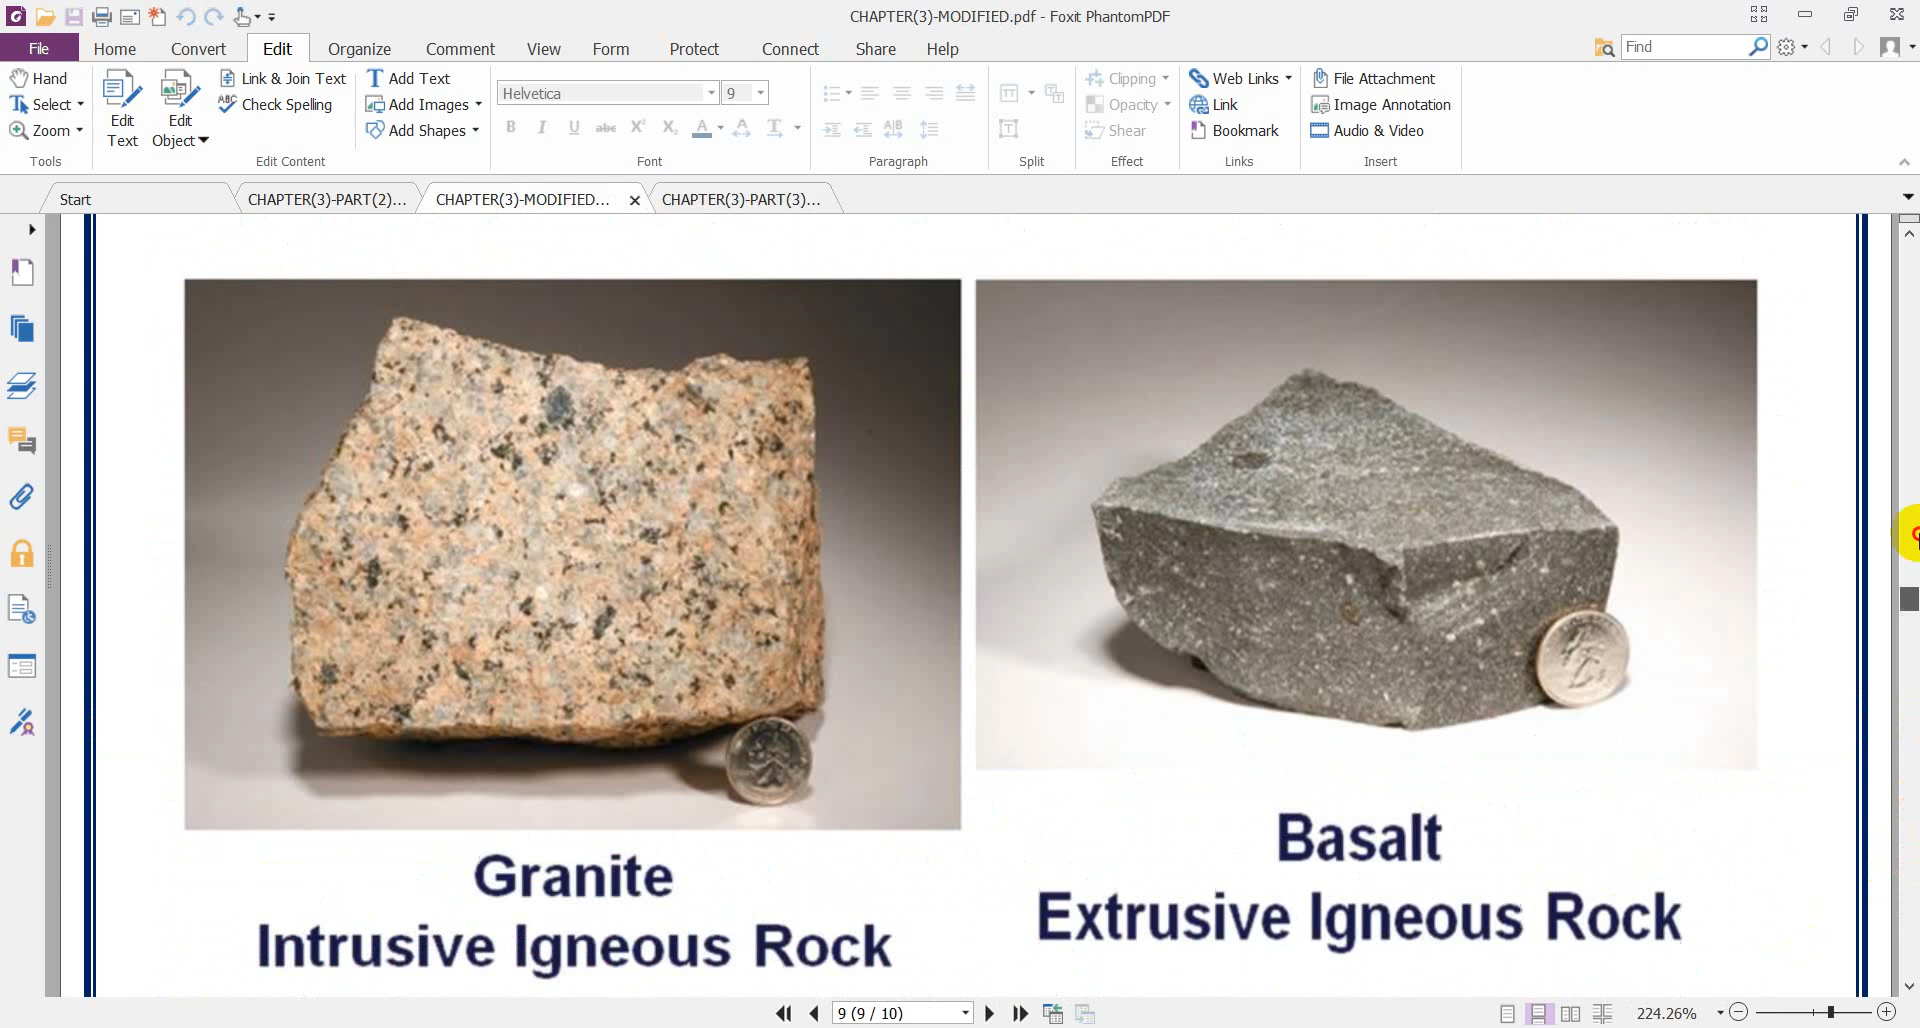 CHAPTER(3)-MODIFIED.pdf - Foxit PhantomPDF
File Home Convert Edit Organize Comment View Form Protect Connect Share Help Find
Hand
Select
Zoom
Tools
Edit Text
Edit Object
Link & Join Text
Check Spelling
Edit Content
Add Text
Add Images
Add Shapes
Helvetica 9
B I U abc X² X₂ A A T
Font
Paragraph
Split
Clipping
Opacity
Shear
Effect
Web Links
Link
Bookmark
Links
File Attachment
Image Annotation
Audio & Video
Insert
Start CHAPTER(3)-PART(2)... CHAPTER(3)-MODIFIED... CHAPTER(3)-PART(3)...
Granite
Intrusive Igneous Rock
Basalt
Extrusive Igneous Rock
9 (9 / 10) 224.26%